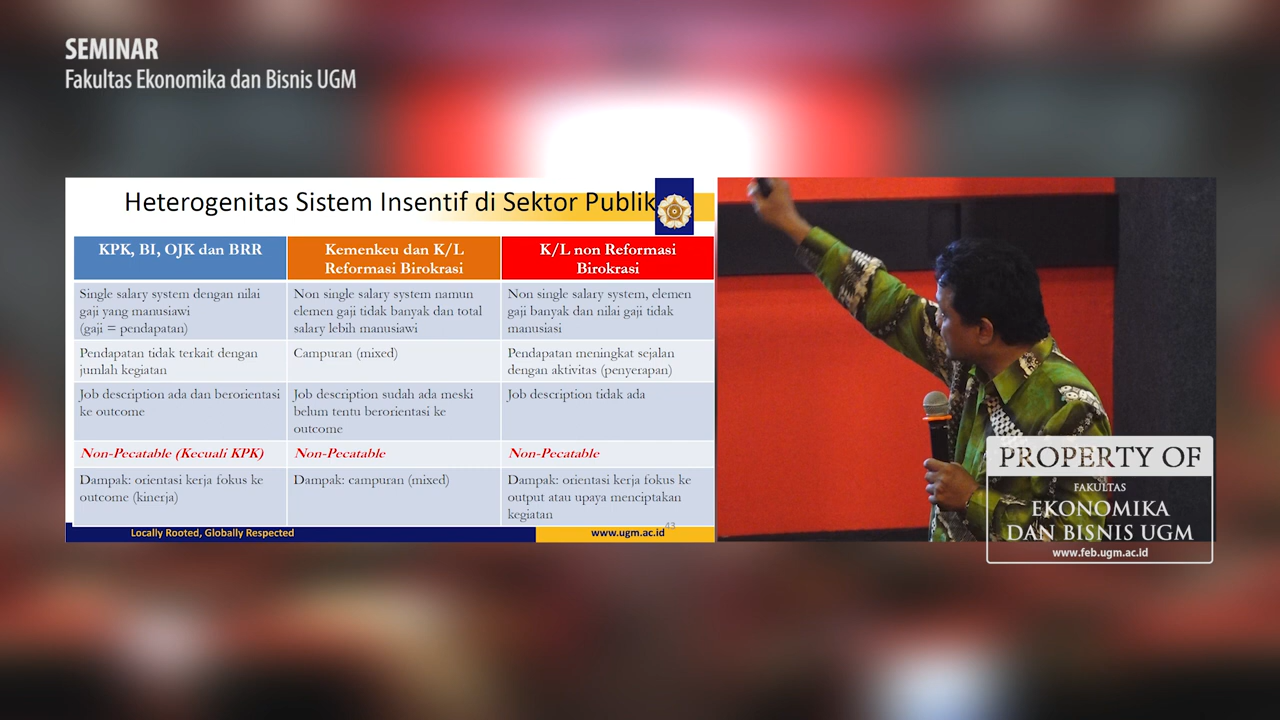 SEMINAR
Fakultas Ekonomika dan Bisnis UGM
Heterogenitas Sistem Insentif di Sektor Publik
KPK, BI, OJK dan BRR
Kemenkeu dan K/L
Reformasi Birokrasi
K/L non Reformasi
Birokrasi
Single salary system dengan nilai
gaji yang manusiawi
(gaji = pendapatan)
Non single salary system namun
elemen gaji tidak banyak dan total
salary lebih manusiawi
Non single salary system, elemen
gaji banyak dan nilai gaji tidak
manusiasi
Pendapatan tidak terkait dengan
jumlah kegiatan
Campuran (mixed)
Pendapatan meningkat sejalan
dengan aktivitas (penyerapan)
Job description ada dan berorientasi
ke outcome
Job description sudah ada meski
belum tentu berorientasi ke
outcome
Job description tidak ada
Non-Pecatable (Kecuali KPK)
Non-Pecatable
Non-Pecatable
Dampak: orientasi kerja fokus ke
outcome (kinerja)
Dampak: campuran (mixed)
Dampak: orientasi kerja fokus ke
output atau upaya menciptakan
kegiatan
43
Locally Rooted, Globally Respected
www.ugm.ac.id
PROPERTY OF
FAKULTAS
EKONOMIKA
DAN BISNIS UGM
www.feb.ugm.ac.id